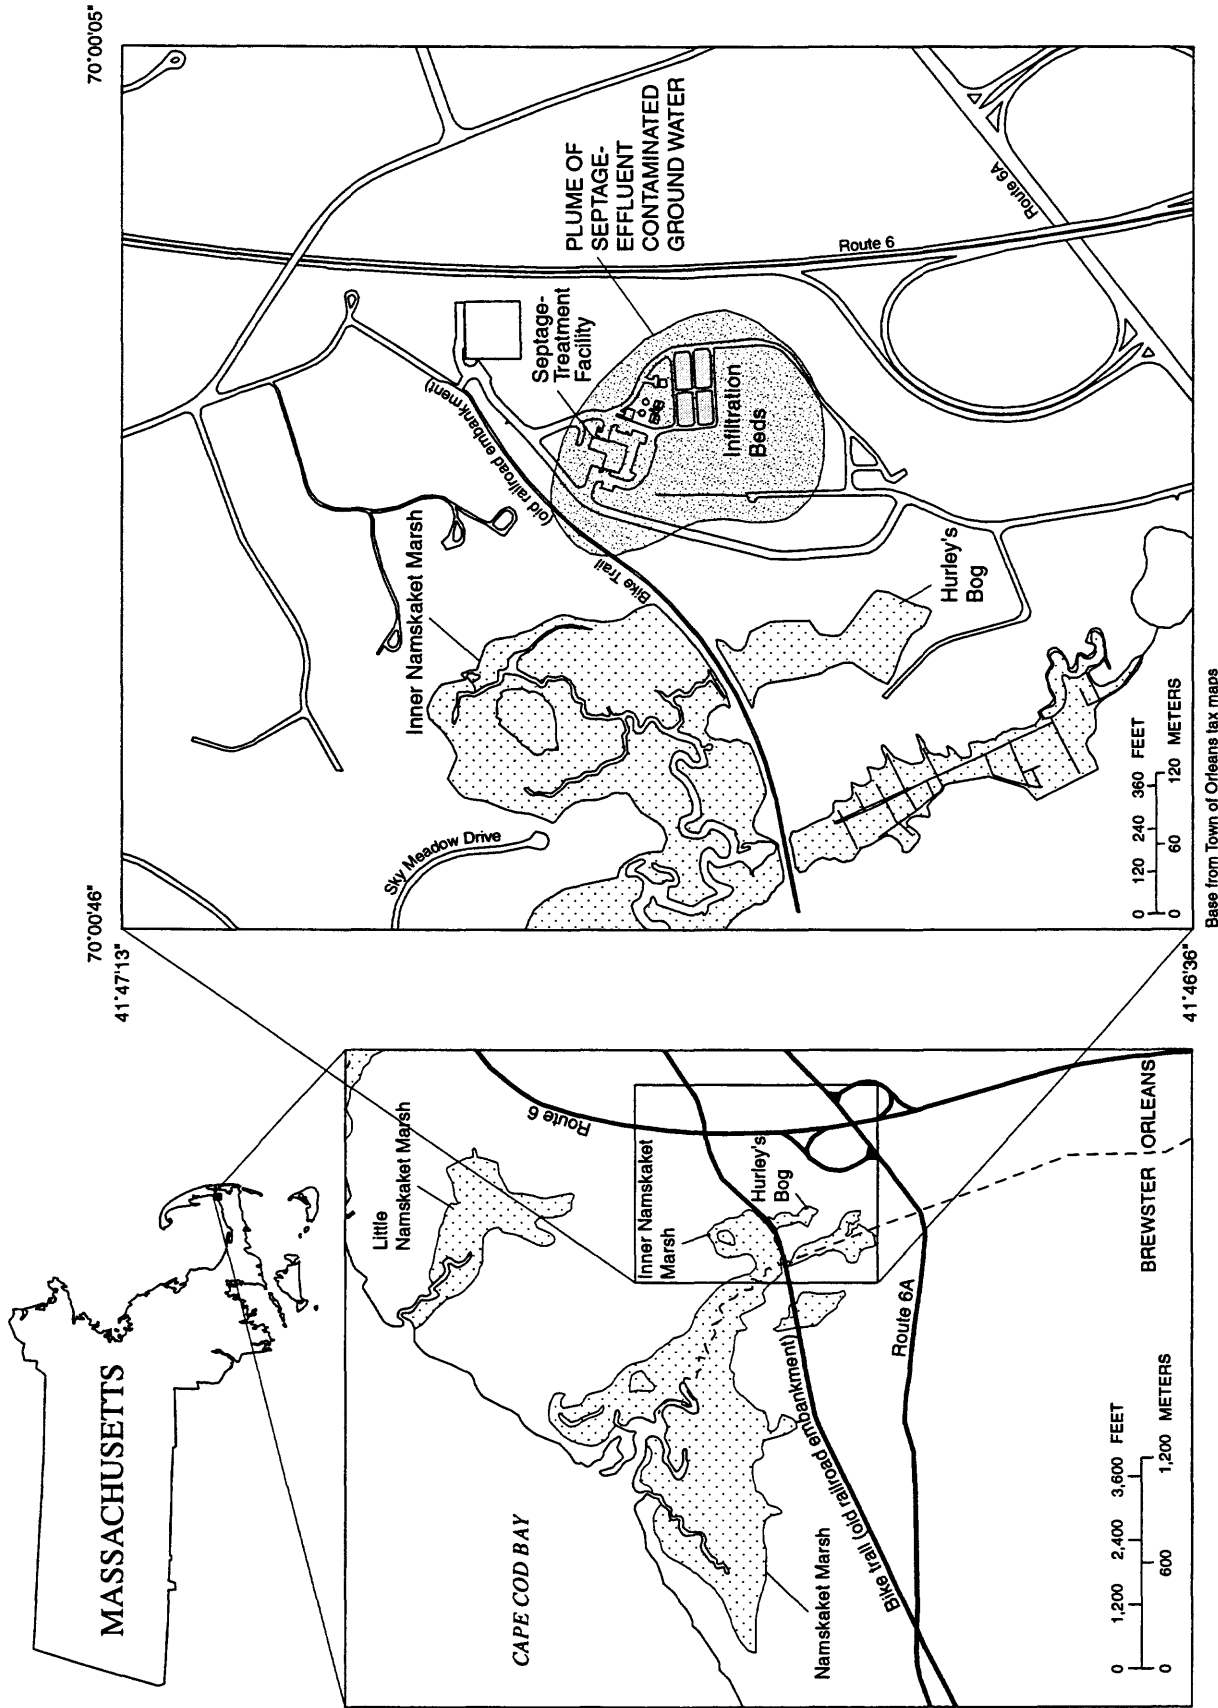 MASSACHUSETTS
CAPE COD BAY
Little
Namskaket Marsh
Route 6
Inner Namskaket
Marsh
Hurley's
Bog
Bike trail (old railroad embankment)
Route 6A
Namskaket Marsh
BREWSTER
ORLEANS
0 1,200 2,400 3,600 FEET
0 600 1,200 METERS
70°00'46"
70°00'05"
41°47'13"
41°46'36"
Sky Meadow Drive
Inner Namskaket Marsh
Bike Trail
(old railroad embankment)
Septage-
Treatment
Facility
PLUME OF
SEPTAGE-
EFFLUENT
CONTAMINATED
GROUND WATER
Infiltration
Beds
Route 6
Route 6A
Hurley's
Bog
0 120 240 360 FEET
0 60 120 METERS
Base from Town of Orleans tax maps